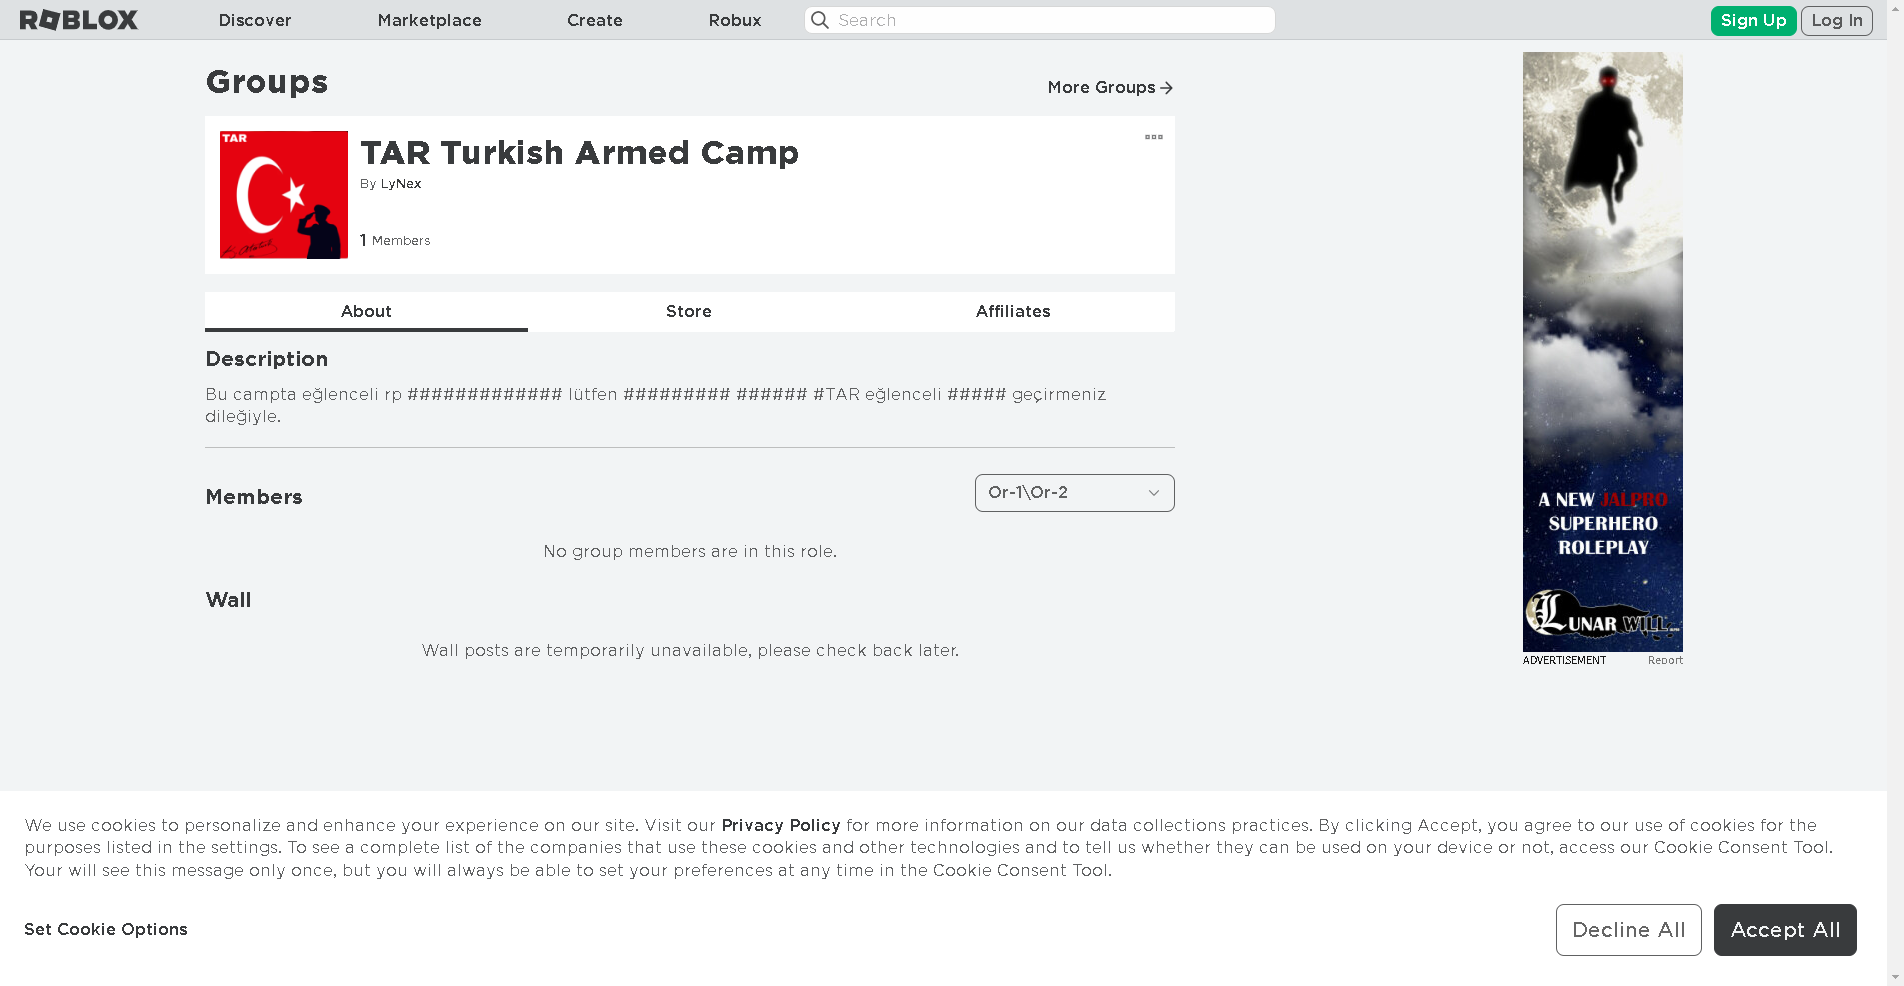 ROBLOX
Discover
Marketplace
Create
Robux
Search
Sign Up
Log In
Groups
More Groups
TAR
TAR Turkish Armed Camp
By LyNex
1 Members
About
Store
Affiliates
Description
Bu campta eğlenceli rp ############# lütfen ######### ###### #TAR eğlenceli ##### geçirmeniz
dileğiyle.
Members
Or-1\Or-2
No group members are in this role.
Wall
Wall posts are temporarily unavailable, please check back later.
A NEW JAILPRO
SUPERHERO
ROLEPLAY
LUNAR WILL
ADVERTISEMENT
Report
We use cookies to personalize and enhance your experience on our site. Visit our Privacy Policy for more information on our data collections practices. By clicking Accept, you agree to our use of cookies for the
purposes listed in the settings. To see a complete list of the companies that use these cookies and other technologies and to tell us whether they can be used on your device or not, access our Cookie Consent Tool.
Your will see this message only once, but you will always be able to set your preferences at any time in the Cookie Consent Tool.
Set Cookie Options
Decline All
Accept All